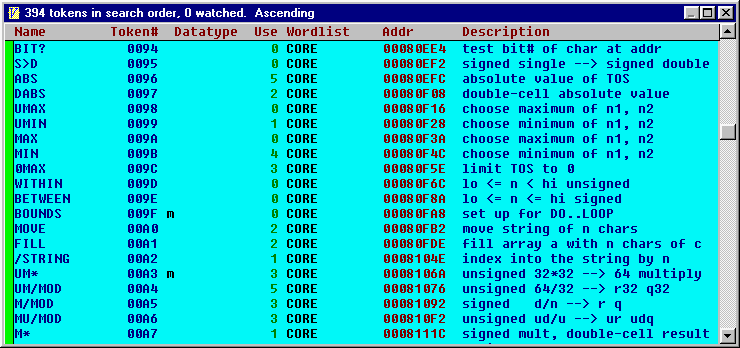 394 tokens in search order, 0 watched.  Ascending
Name Token# Datatype Use Wordlist Addr Description
BIT? 0094 0 CORE 00080EE4 test bit# of char at addr
S>D 0095 0 CORE 00080EF2 signed single --> signed double
ABS 0096 5 CORE 00080EFC absolute value of TOS
DABS 0097 2 CORE 00080F08 double-cell absolute value
UMAX 0098 0 CORE 00080F16 choose maximum of n1, n2
UMIN 0099 1 CORE 00080F28 choose minimum of n1, n2
MAX 009A 0 CORE 00080F3A choose maximum of n1, n2
MIN 009B 4 CORE 00080F4C choose minimum of n1, n2
0MAX 009C 3 CORE 00080F5E limit TOS to 0
WITHIN 009D 0 CORE 00080F6C lo <= n < hi unsigned
BETWEEN 009E 0 CORE 00080F8A lo <= n <= hi signed
BOUNDS 009F m 0 CORE 00080FA8 set up for DO..LOOP
MOVE 00A0 2 CORE 00080FB2 move string of n chars
FILL 00A1 2 CORE 00080FDE fill array a with n chars of c
/STRING 00A2 1 CORE 0008104E index into the string by n
UM* 00A3 m 3 CORE 0008106A unsigned 32*32 --> 64 multiply
UM/MOD 00A4 5 CORE 00081076 unsigned 64/32 --> r32 q32
M/MOD 00A5 3 CORE 00081092 signed   d/n --> r q
MU/MOD 00A6 3 CORE 000810F2 unsigned ud/u --> ur udq
M* 00A7 1 CORE 0008111C signed mult, double-cell result